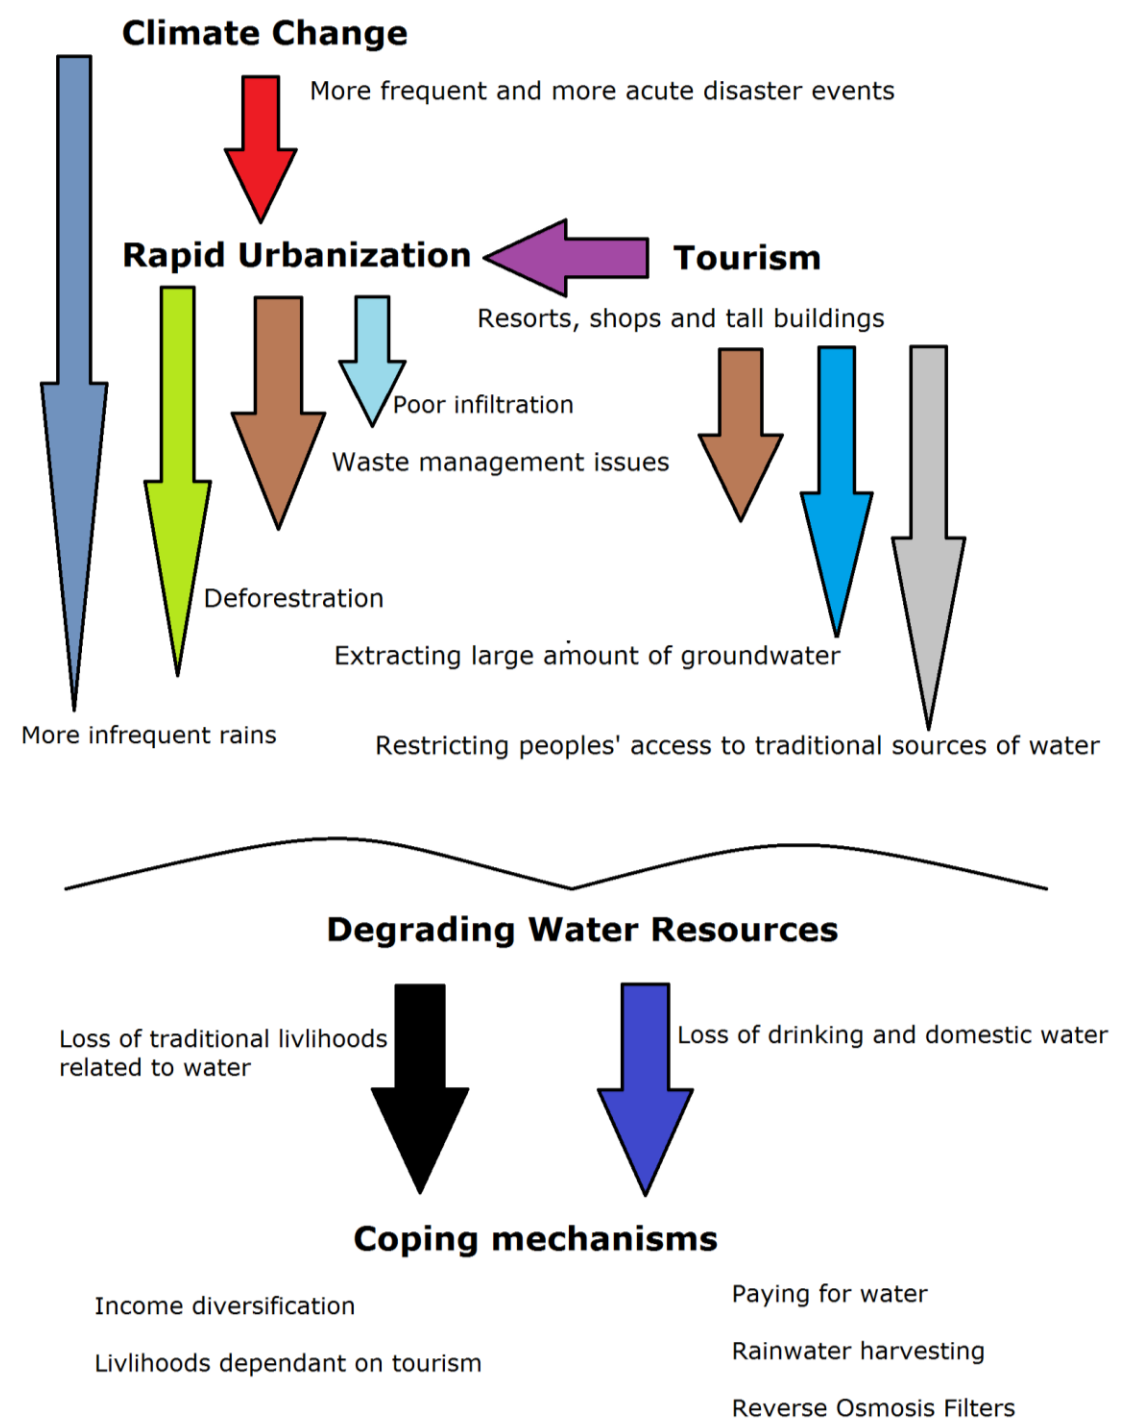 Climate Change
More frequent and more acute disaster events
Rapid Urbanization
Tourism
Resorts, shops and tall buildings
Poor infiltration
Waste management issues
Deforestration
Extracting large amount of groundwater
More infrequent rains
Restricting peoples' access to traditional sources of water
Degrading Water Resources
Loss of traditional livlihoods
related to water
Loss of drinking and domestic water
Coping mechanisms
Income diversification
Livlihoods dependant on tourism
Paying for water
Rainwater harvesting
Reverse Osmosis Filters